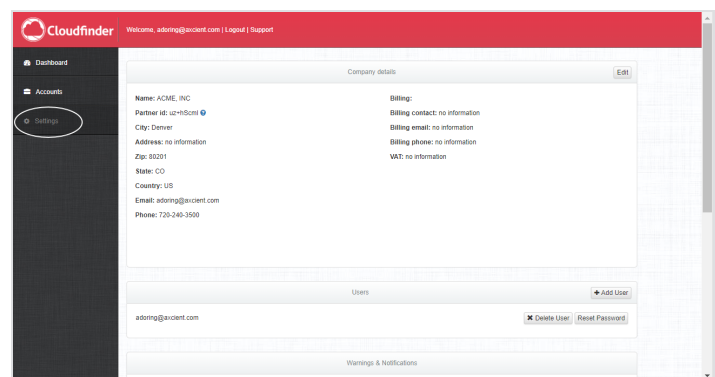 Cloudfinder
Welcome, adoring@axcient.com | Logout | Support
Dashboard
Accounts
Settings
Company details
Edit
Name: ACME, INC
Partner id: uz+hScmI
City: Denver
Address: no information
Zip: 80201
State: CO
Country: US
Email: adoring@axcient.com
Phone: 720-240-3500
Billing:
Billing contact: no information
Billing email: no information
Billing phone: no information
VAT: no information
Users
+ Add User
adoring@axcient.com
✖ Delete User
Reset Password
Warnings & Notifications